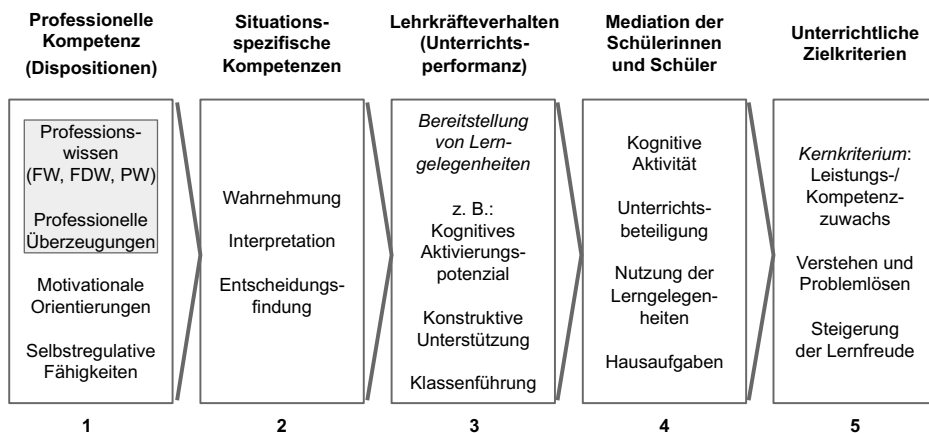 Professionelle
Kompetenz
(Dispositionen)
Situations-
spezifische
Kompetenzen
Lehrkräfteverhalten
(Unterrichts-
performanz)
Mediation der
Schülerinnen
und Schüler
Unterrichtliche
Zielkriterien
Professions-
wissen
(FW, FDW, PW)
Professionelle
Überzeugungen
Motivationale
Orientierungen
Selbstregulative
Fähigkeiten
Wahrnehmung
Interpretation
Entscheidungs-
findung
Bereitstellung
von Lern-
gelegenheiten
z. B.:
Kognitives
Aktivierungs-
potenzial
Konstruktive
Unterstützung
Klassenführung
Kognitive
Aktivität
Unterrichts-
beteiligung
Nutzung der
Lerngelegen-
heiten
Hausaufgaben
Kernkriterium:
Leistungs-/
Kompetenz-
zuwachs
Verstehen und
Problemlösen
Steigerung
der Lernfreude
1
2
3
4
5